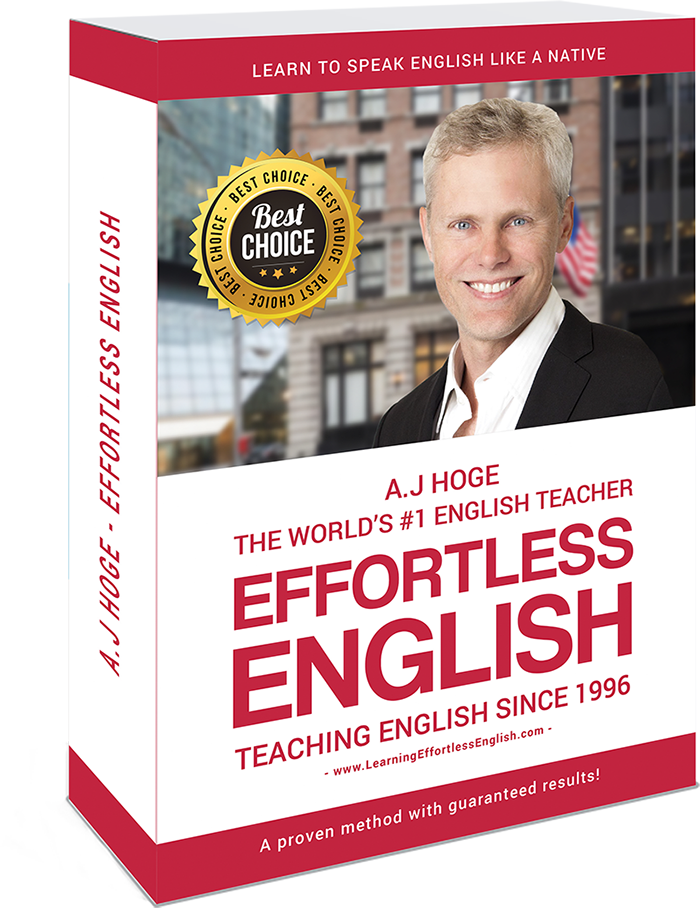 LEARN TO SPEAK ENGLISH LIKE A NATIVE
BEST CHOICE · BEST CHOICE · BEST CHOICE · BEST CHOICE ·
Best
CHOICE
A.J HOGE - EFFORTLESS ENGLISH
A.J HOGE
THE WORLD'S #1 ENGLISH TEACHER
EFFORTLESS
ENGLISH
TEACHING ENGLISH SINCE 1996
- www.LearningEffortlessEnglish.com -
A proven method with guaranteed results!